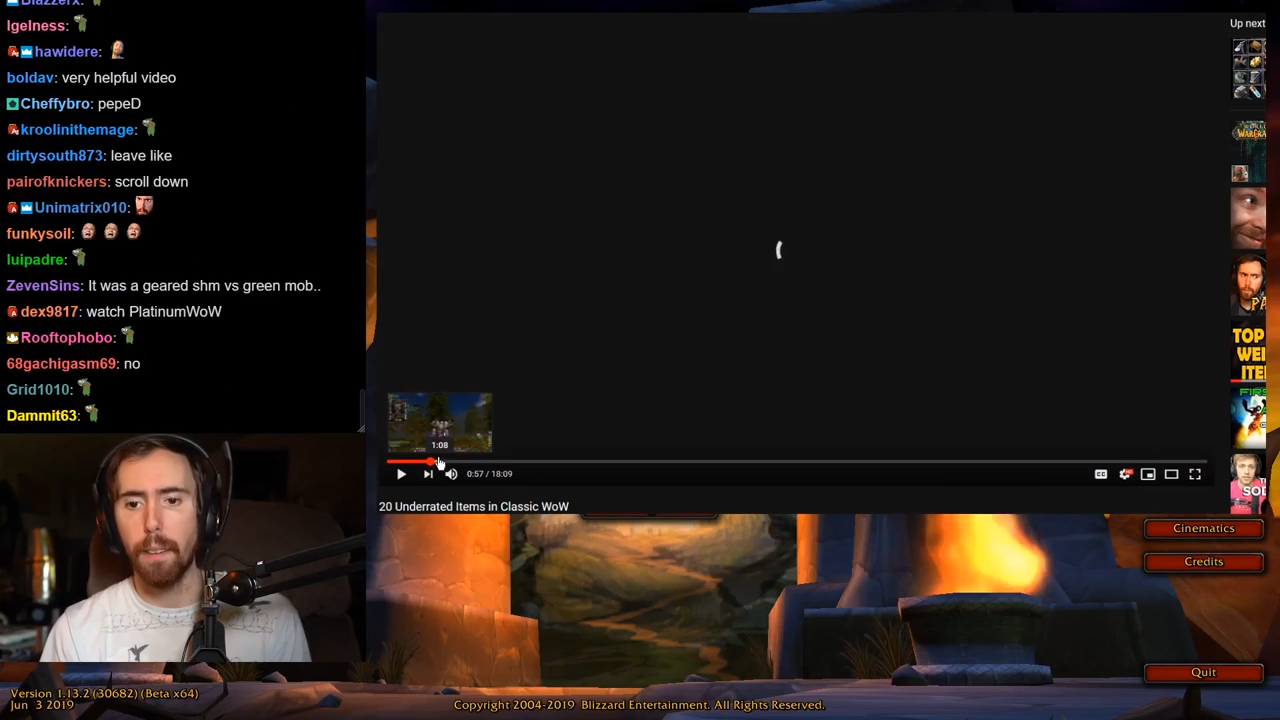 Blazzerx:
Igelness:
hawidere:
boldav: very helpful video
Cheffybro: pepeD
kroolinithemage:
dirtysouth873: leave like
pairofknickers: scroll down
Unimatrix010:
funkysoil:
luipadre:
ZevenSins: It was a geared shm vs green mob..
dex9817: watch PlatinumWoW
Rooftophobo:
68gachigasm69: no
Grid1010:
Dammit63:
Up next
1:08
0:57 / 18:09
20 Underrated Items in Classic WoW
TOP
Cinematics
Credits
Quit
Version 1.13.2 (30682) (Beta x64)
Jun 3 2019
Copyright 2004-2019 Blizzard Entertainment. All Rights Reserved.